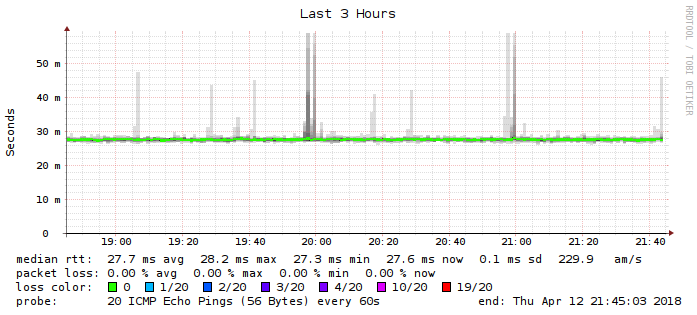 Last 3 Hours
RRDTOOL / TOBI OETIKER
Seconds
50 m
40 m
30 m
20 m
10 m
0
19:00 19:20 19:40 20:00 20:20 20:40 21:00 21:20 21:40
median rtt: 27.7 ms avg 28.2 ms max 27.3 ms min 27.6 ms now 0.1 ms sd 229.9 am/s
packet loss: 0.00 % avg 0.00 % max 0.00 % min 0.00 % now
loss color: 0 1/20 2/20 3/20 4/20 10/20 19/20
probe: 20 ICMP Echo Pings (56 Bytes) every 60s end: Thu Apr 12 21:45:03 2018